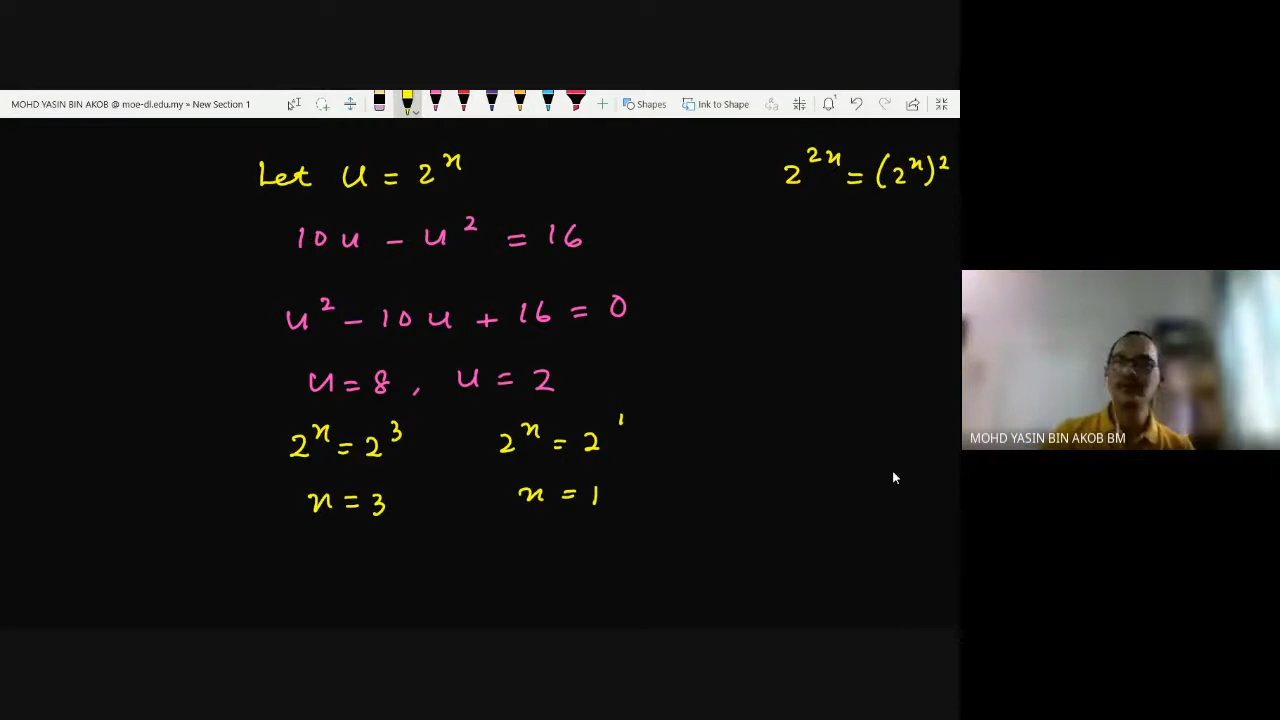 MOHD YASIN BIN AKOB @ moe-dl.edu.my » New Section 1
Shapes
Ink to Shape
Let u = 2^x
2^{2x} = (2^x)^2
10u - u^2 = 16
u^2 - 10u + 16 = 0
u = 8 , u = 2
2^x = 2^3 2^x = 2^1
x = 3 x = 1
MOHD YASIN BIN AKOB BM